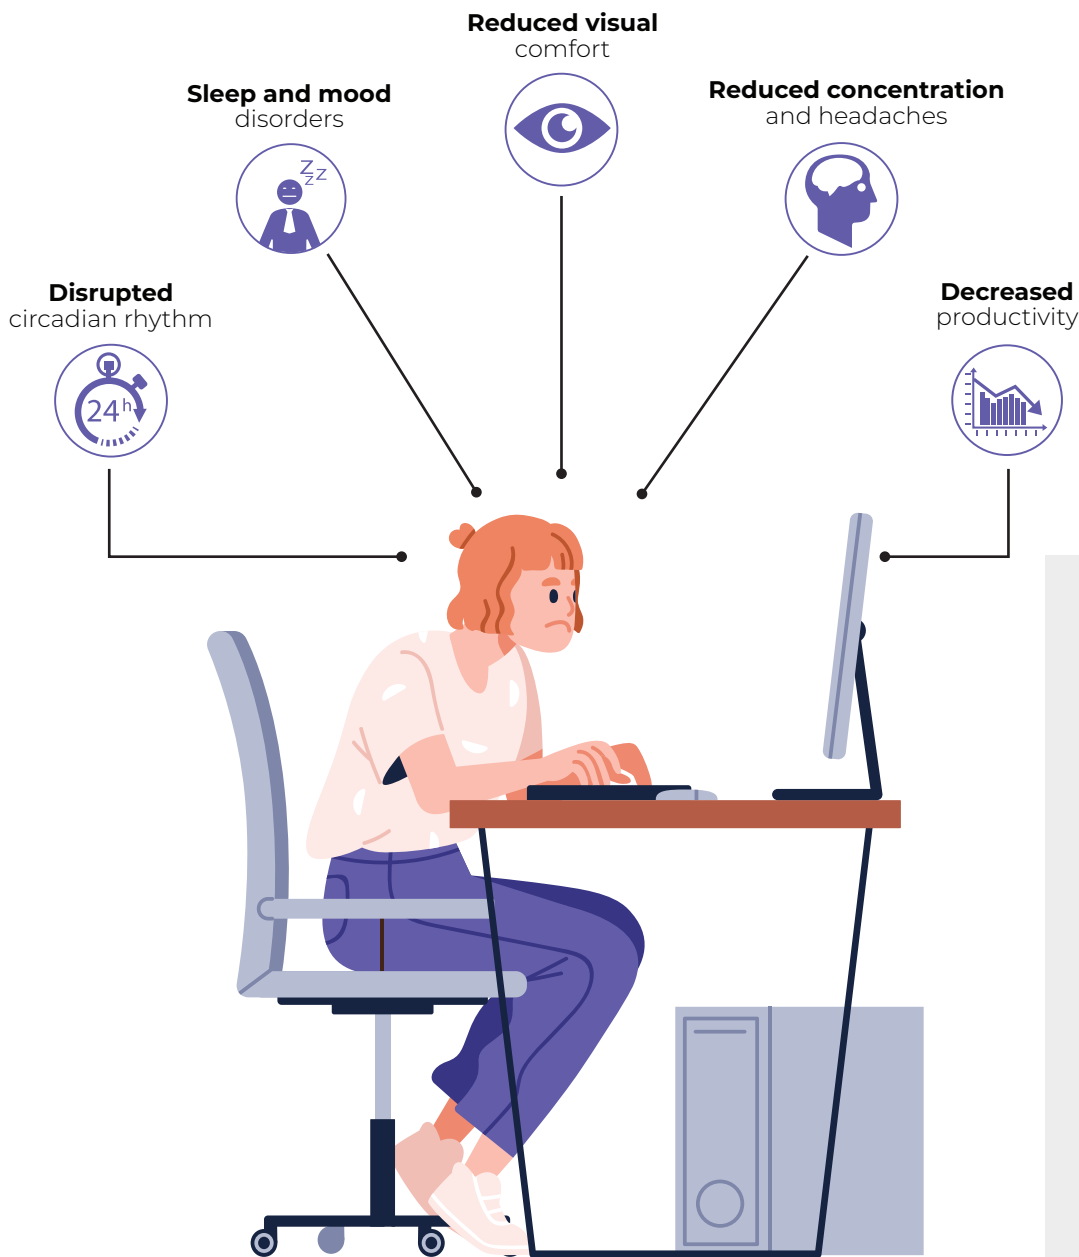 Reduced visual
comfort
Sleep and mood
disorders
Reduced concentration
and headaches
Disrupted
circadian rhythm
Decreased
productivity
z z
z
24h